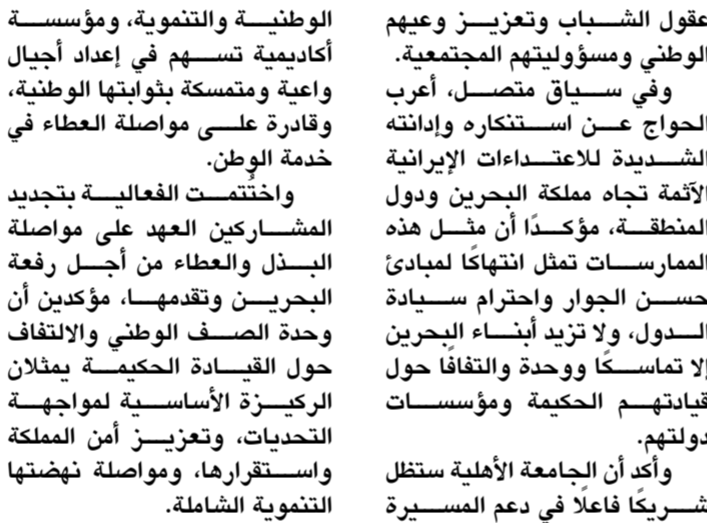 عقول الشباب وتعزيز وعيهم
الوطني ومسؤوليتهم المجتمعية.
وفي سياق متصل، أعرب
الحواج عن استنكاره وإدانته
الشديدة للاعتداءات الإيرانية
الآثمة تجاه مملكة البحرين ودول
المنطقة، مؤكدًا أن مثل هذه
الممارسات تمثل انتهاكًا لمبادئ
حسن الجوار واحترام سيادة
الدول، ولا تزيد أبناء البحرين
إلا تماسكًا ووحدة والتفافًا حول
قيادتهم الحكيمة ومؤسسات
دولتهم.
وأكد أن الجامعة الأهلية ستظل
شريكًا فاعلًا في دعم المسيرة
الوطنية والتنموية، ومؤسسة
أكاديمية تسهم في إعداد أجيال
واعية ومتمسكة بثوابتها الوطنية،
وقادرة على مواصلة العطاء في
خدمة الوطن.
واختُتمت الفعالية بتجديد
المشاركين العهد على مواصلة
البذل والعطاء من أجل رفعة
البحرين وتقدمها، مؤكدين أن
وحدة الصف الوطني والالتفاف
حول القيادة الحكيمة يمثلان
الركيزة الأساسية لمواجهة
التحديات، وتعزيز أمن المملكة
واستقرارها، ومواصلة نهضتها
التنموية الشاملة.